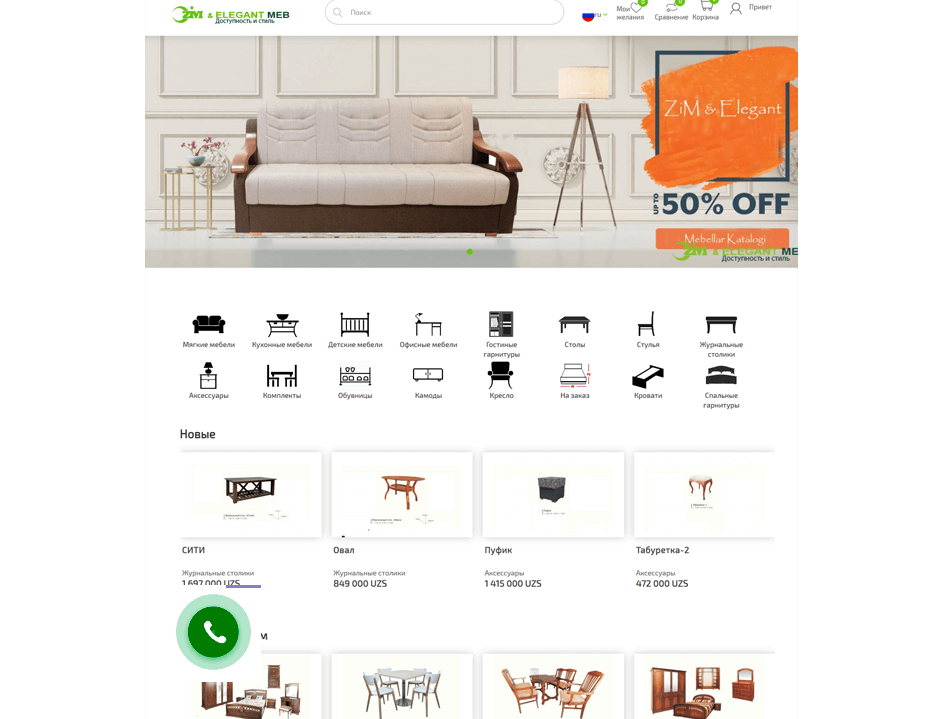 ZiM & ELEGANT MEB
Доступность и стиль
Поиск
ru
Мои желания
0
Сравнение
0
Корзина
Привет
ZiM & Elegant
UP TO 50% OFF
Mebellar Katalogi
ZiM & ELEGANT ME
Доступность и стиль
Мягкие мебели
Кухонные мебели
Детские мебели
Офисные мебели
Гостиные гарнитуры
Столы
Стулья
Журнальные столики
Аксессуары
Комплекты
Обувницы
Камоды
Кресло
На заказ
Кровати
Спальные гарнитуры
Новые
СИТИ
Журнальные столики
1 697 000 UZS
Овал
Журнальные столики
849 000 UZS
Пуфик
Аксессуары
1 415 000 UZS
Табуретка-2
Аксессуары
472 000 UZS